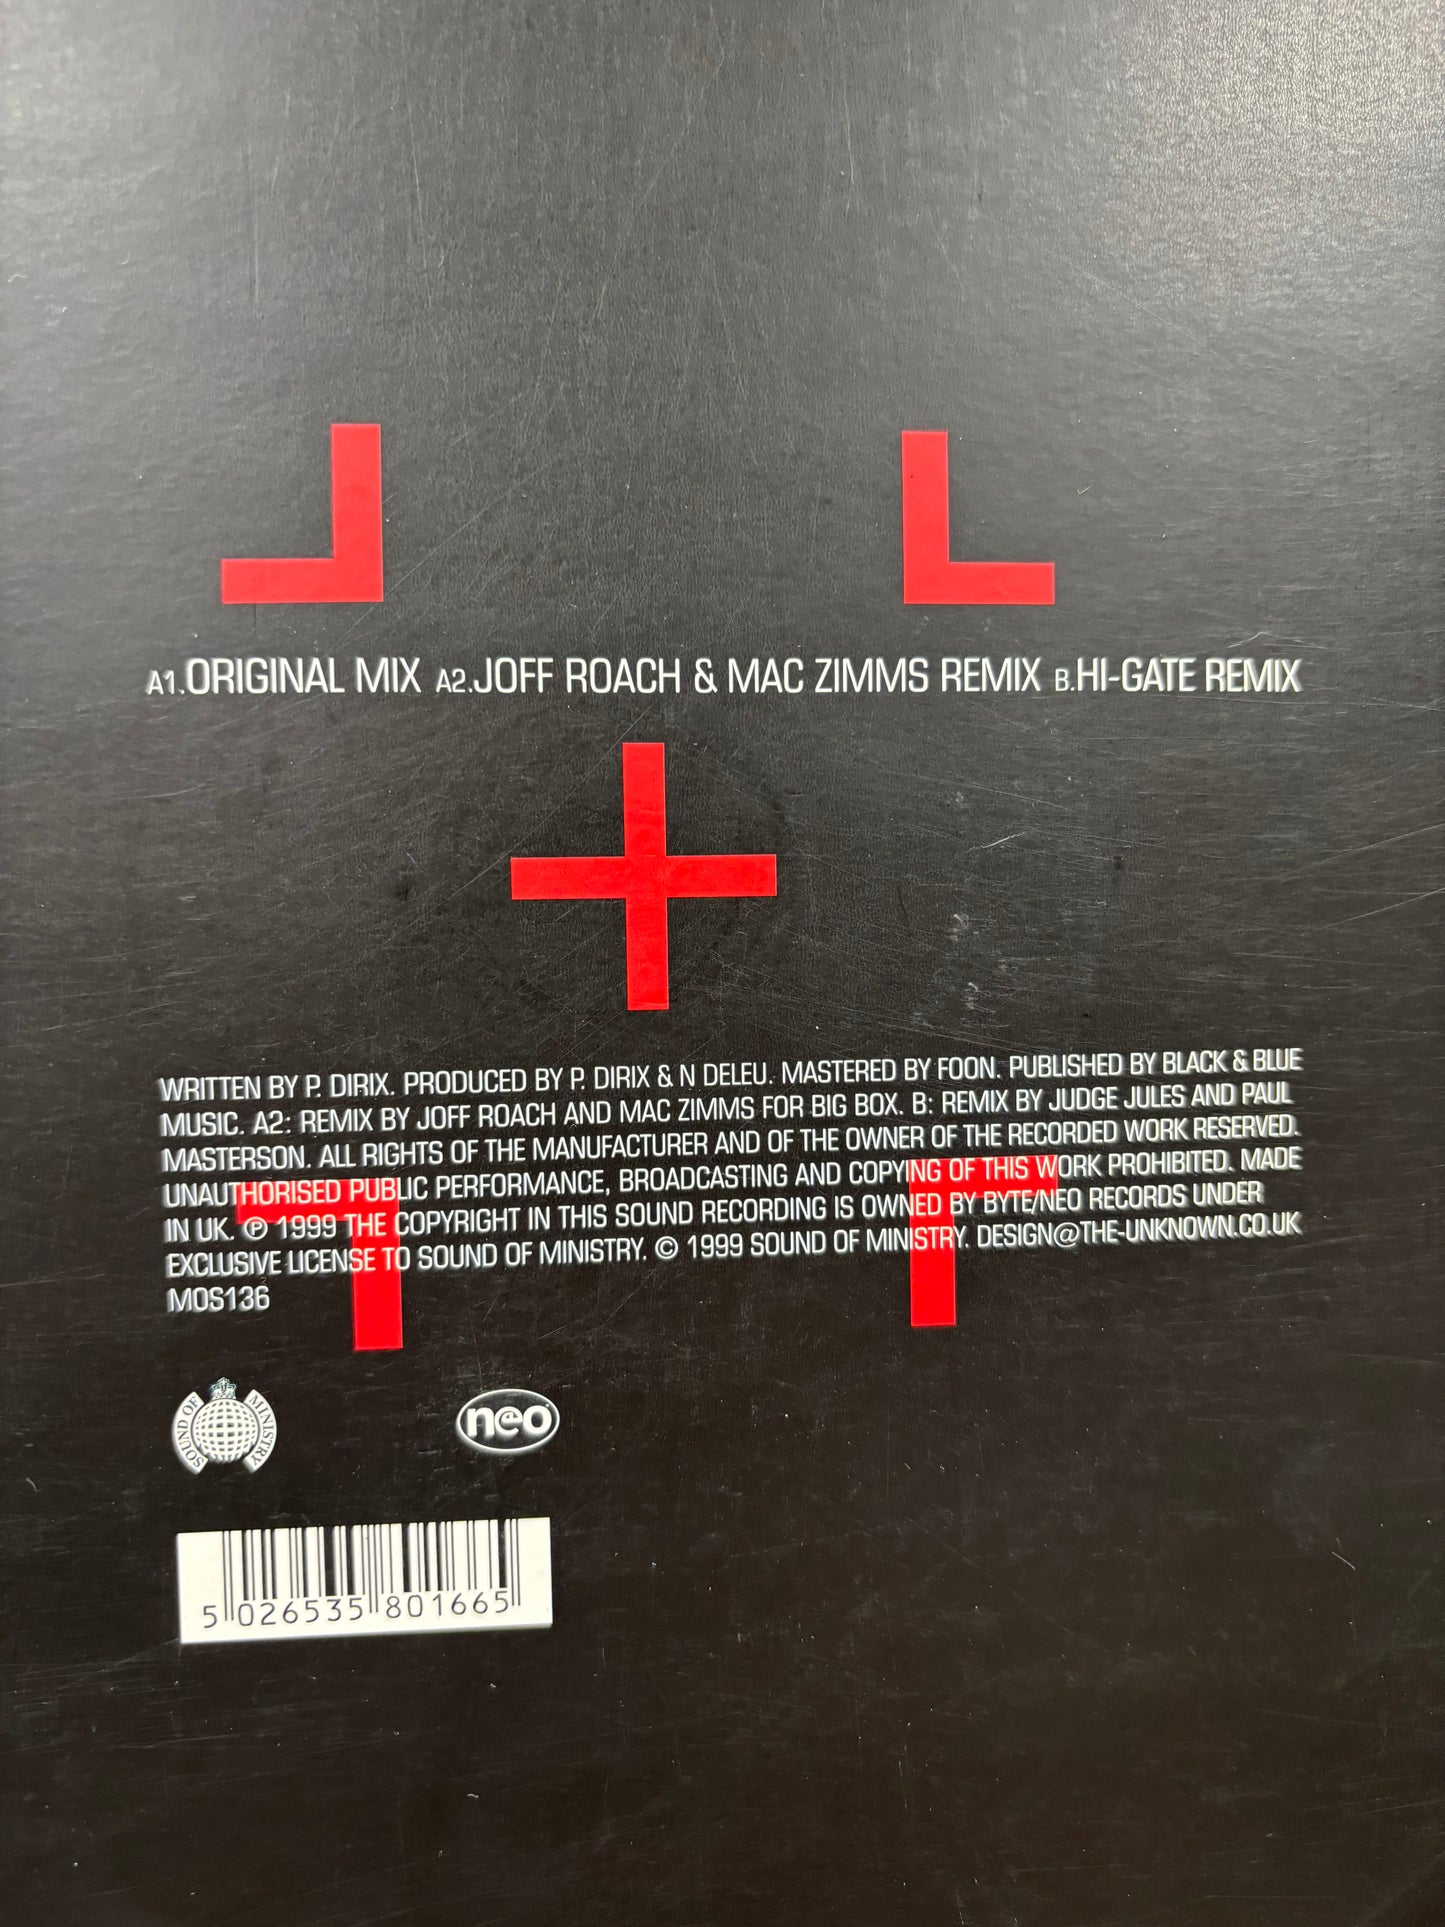 A1.ORIGINAL MIX A2.JOFF ROACH & MAC ZIMMS REMIX B.HI-GATE REMIX
WRITTEN BY P. DIRIX. PRODUCED BY P. DIRIX & N DELEU. MASTERED BY FOON. PUBLISHED BY BLACK & BLUE
MUSIC. A2: REMIX BY JOFF ROACH AND MAC ZIMMS FOR BIG BOX. B: REMIX BY JUDGE JULES AND PAUL
MASTERSON. ALL RIGHTS OF THE MANUFACTURER AND OF THE OWNER OF THE RECORDED WORK RESERVED.
UNAUTHORISED PUBLIC PERFORMANCE, BROADCASTING AND COPYING OF THIS WORK PROHIBITED. MADE
IN UK. ℗ 1999 THE COPYRIGHT IN THIS SOUND RECORDING IS OWNED BY BYTE/NEO RECORDS UNDER
EXCLUSIVE LICENSE TO SOUND OF MINISTRY. © 1999 SOUND OF MINISTRY. DESIGN@THE-UNKNOWN.CO.UK
MOS136
SOUND OF MINISTRY
neo
5 026535 801665